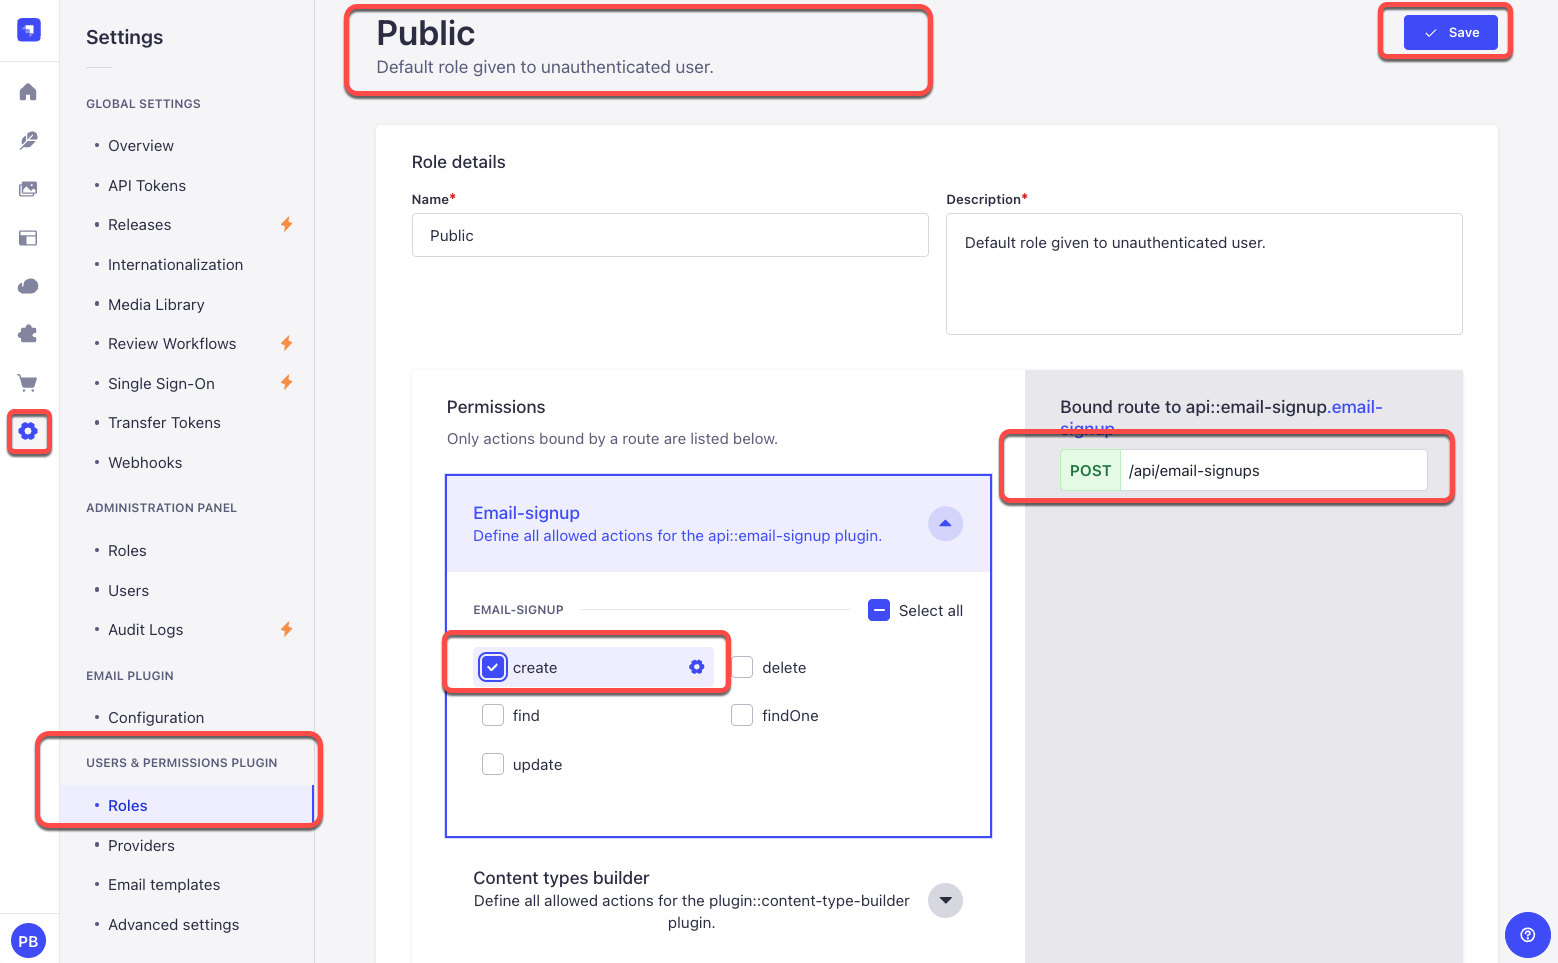 Settings
GLOBAL SETTINGS
Overview
API Tokens
Releases
Internationalization
Media Library
Review Workflows
Single Sign-On
Transfer Tokens
Webhooks
ADMINISTRATION PANEL
Roles
Users
Audit Logs
EMAIL PLUGIN
Configuration
USERS & PERMISSIONS PLUGIN
Roles
Providers
Email templates
Advanced settings
PB
Public
Default role given to unauthenticated user.
Save
Role details
Name*
Public
Description*
Default role given to unauthenticated user.
Permissions
Only actions bound by a route are listed below.
Email-signup
Define all allowed actions for the api::email-signup plugin.
EMAIL-SIGNUP
Select all
create
delete
find
findOne
update
Content types builder
Define all allowed actions for the plugin::content-type-builder
plugin.
Bound route to api::email-signup.email-
signup
POST /api/email-signups